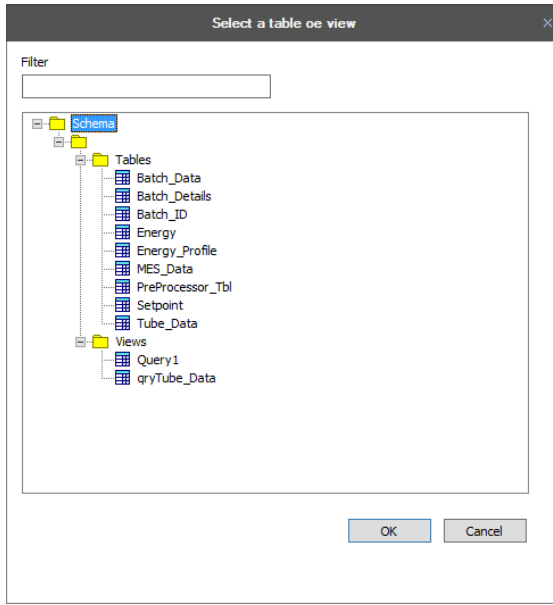 Select a table oe view
Filter
Schema
Tables
Batch_Data
Batch_Details
Batch_ID
Energy
Energy_Profile
MES_Data
PreProcessor_Tbl
Setpoint
Tube_Data
Views
Query1
qryTube_Data
OK Cancel